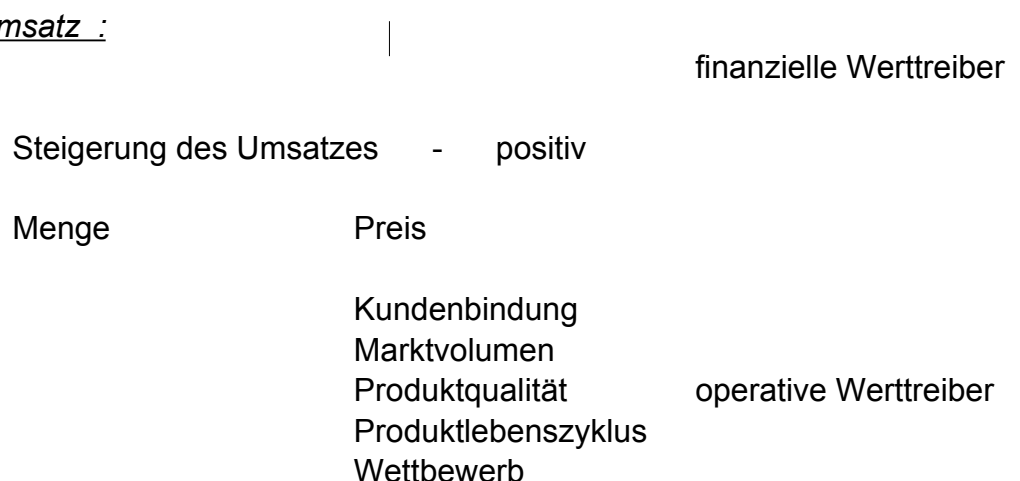 msatz :
finanzielle Werttreiber
Steigerung des Umsatzes - positiv
Menge Preis
Kundenbindung
Marktvolumen
Produktqualität operative Werttreiber
Produktlebenszyklus
Wettbewerb